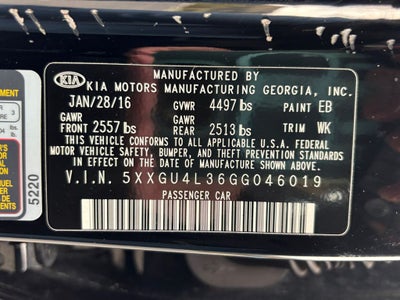 MANUFACTURED BY
KIA KIA MOTORS MANUFACTURING GEORGIA, INC.
JAN/28/16 GVWR 4497 lbs PAINT EB
GAWR GAWR
FRONT 2557 lbs REAR 2513 lbs TRIM WK
THIS VEHICLE CONFORMS TO ALL APPLICABLE U.S.A. FEDERAL
MOTOR VEHICLE SAFETY, BUMPER, AND THEFT PREVENTION STANDARDS
IN EFFECT ON THE DATE OF MANUFACTURE SHOWN ABOVE.
V.I.N. 5XXGU4L36GG046019
PASSENGER CAR
5220